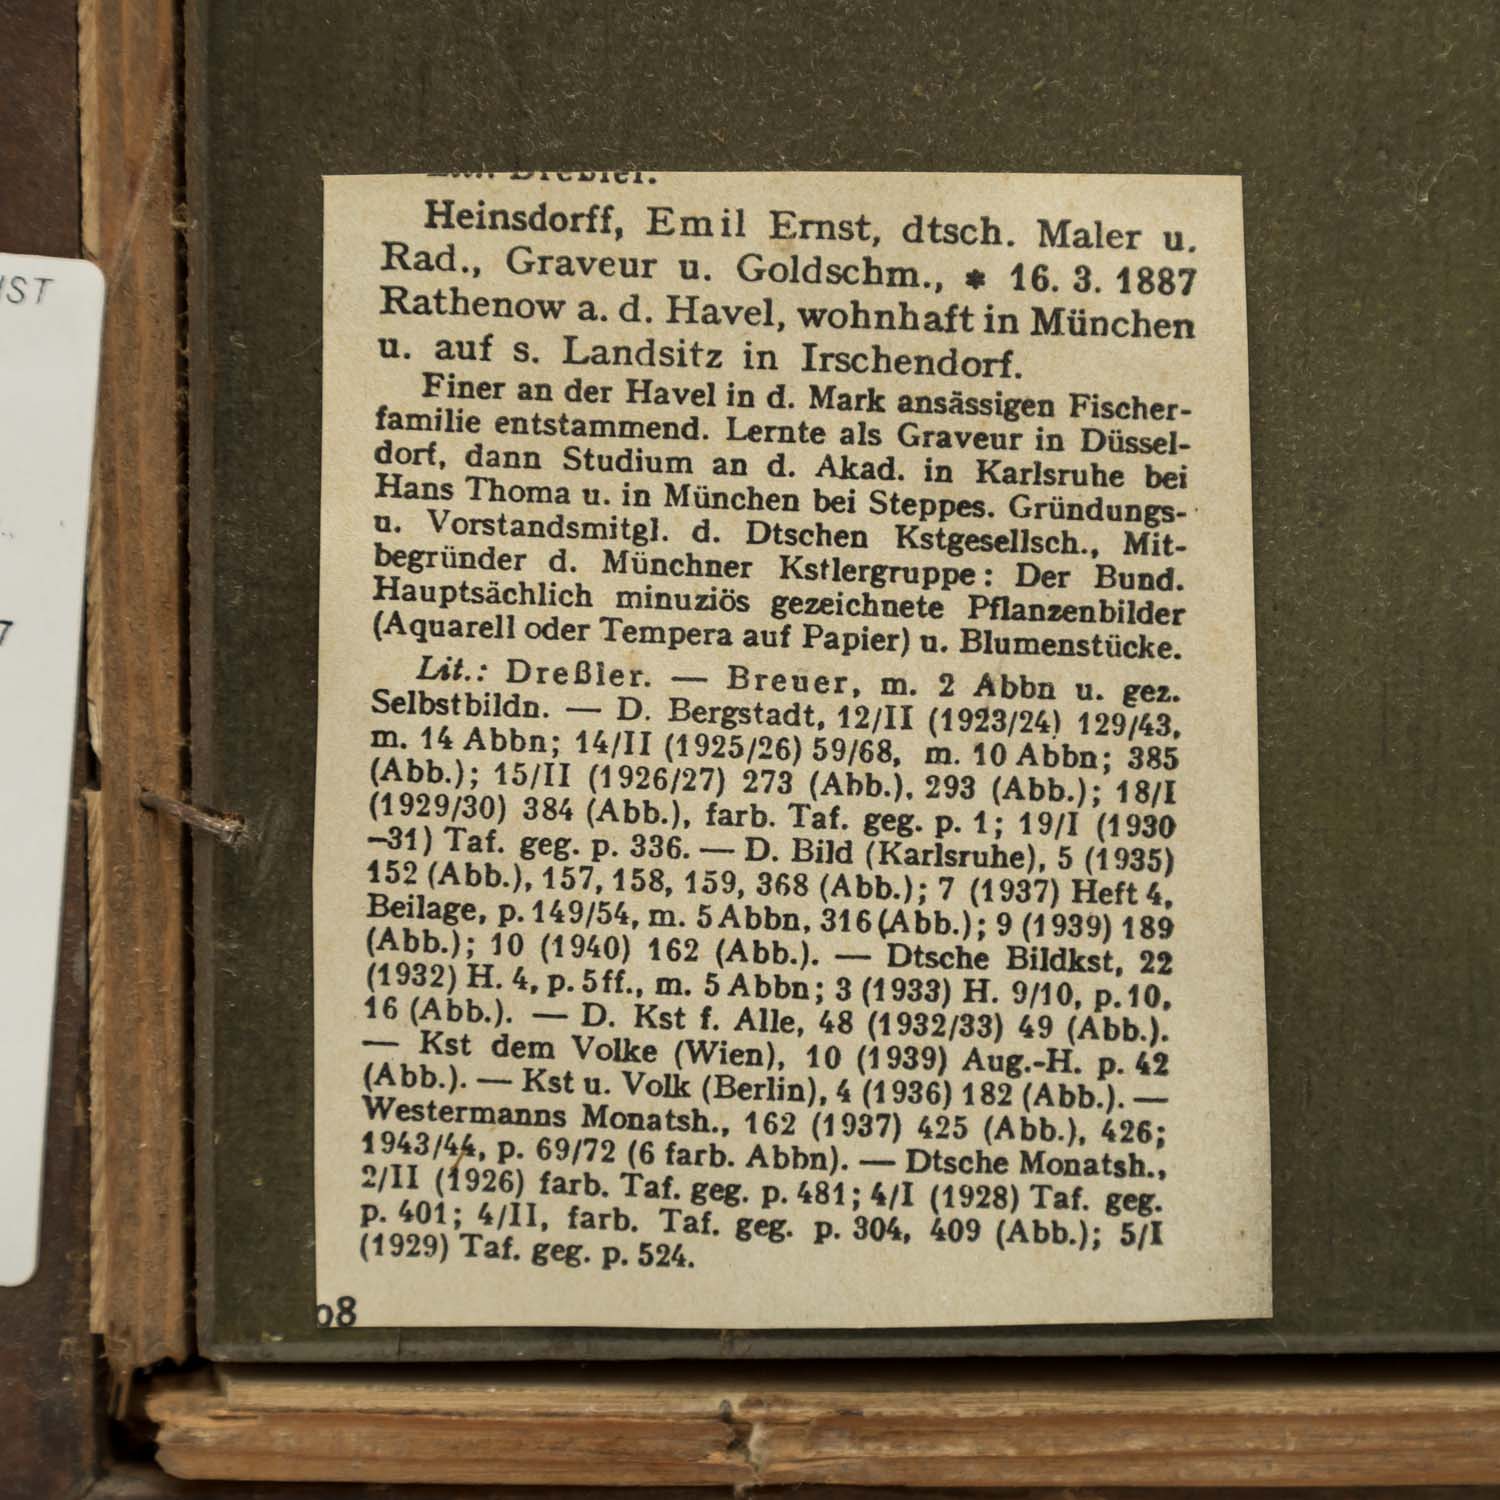 Lit.: Dreßler.
Heinsdorff, Emil Ernst, dtsch. Maler u.
Rad., Graveur u. Goldschm., * 16. 3. 1887
Rathenow a. d. Havel, wohnhaft in München
u. auf s. Landsitz in Irschendorf.
Einer an der Havel in d. Mark ansässigen Fischer-
familie entstammend. Lernte als Graveur in Düssel-
dorf, dann Studium an d. Akad. in Karlsruhe bei
Hans Thoma u. in München bei Steppes. Gründungs-
u. Vorstandsmitgl. d. Dtschen Kstgesellsch., Mit-
begründer d. Münchner Kstlergruppe: Der Bund.
Hauptsächlich minuziös gezeichnete Pflanzenbilder
(Aquarell oder Tempera auf Papier) u. Blumenstücke.
Lit.: Dreßler. — Breuer, m. 2 Abbn u. gez.
Selbstbildn. — D. Bergstadt, 12/II (1923/24) 129/43,
m. 14 Abbn; 14/II (1925/26) 59/68, m. 10 Abbn; 385
(Abb.); 15/II (1926/27) 273 (Abb.), 293 (Abb.); 18/I
(1929/30) 384 (Abb.), farb. Taf. geg. p. 1; 19/I (1930
–31) Taf. geg. p. 336. — D. Bild (Karlsruhe), 5 (1935)
152 (Abb.), 157, 158, 159, 368 (Abb.); 7 (1937) Heft 4,
Beilage, p. 149/54, m. 5 Abbn, 316 (Abb.); 9 (1939) 189
(Abb.); 10 (1940) 162 (Abb.). — Dtsche Bildkst, 22
(1932) H. 4, p. 5 ff., m. 5 Abbn; 3 (1933) H. 9/10, p. 10,
16 (Abb.). — D. Kst f. Alle, 48 (1932/33) 49 (Abb.).
— Kst dem Volke (Wien), 10 (1939) Aug.-H. p. 42
(Abb.). — Kst u. Volk (Berlin), 4 (1936) 182 (Abb.). —
Westermanns Monatsh., 162 (1937) 425 (Abb.), 426;
1943/44, p. 69/72 (6 farb. Abbn). — Dtsche Monatsh.,
2/II (1926) farb. Taf. geg. p. 481; 4/I (1928) Taf. geg.
p. 401; 4/II, farb. Taf. geg. p. 304, 409 (Abb.); 5/I
(1929) Taf. geg. p. 524.
08
IST
7